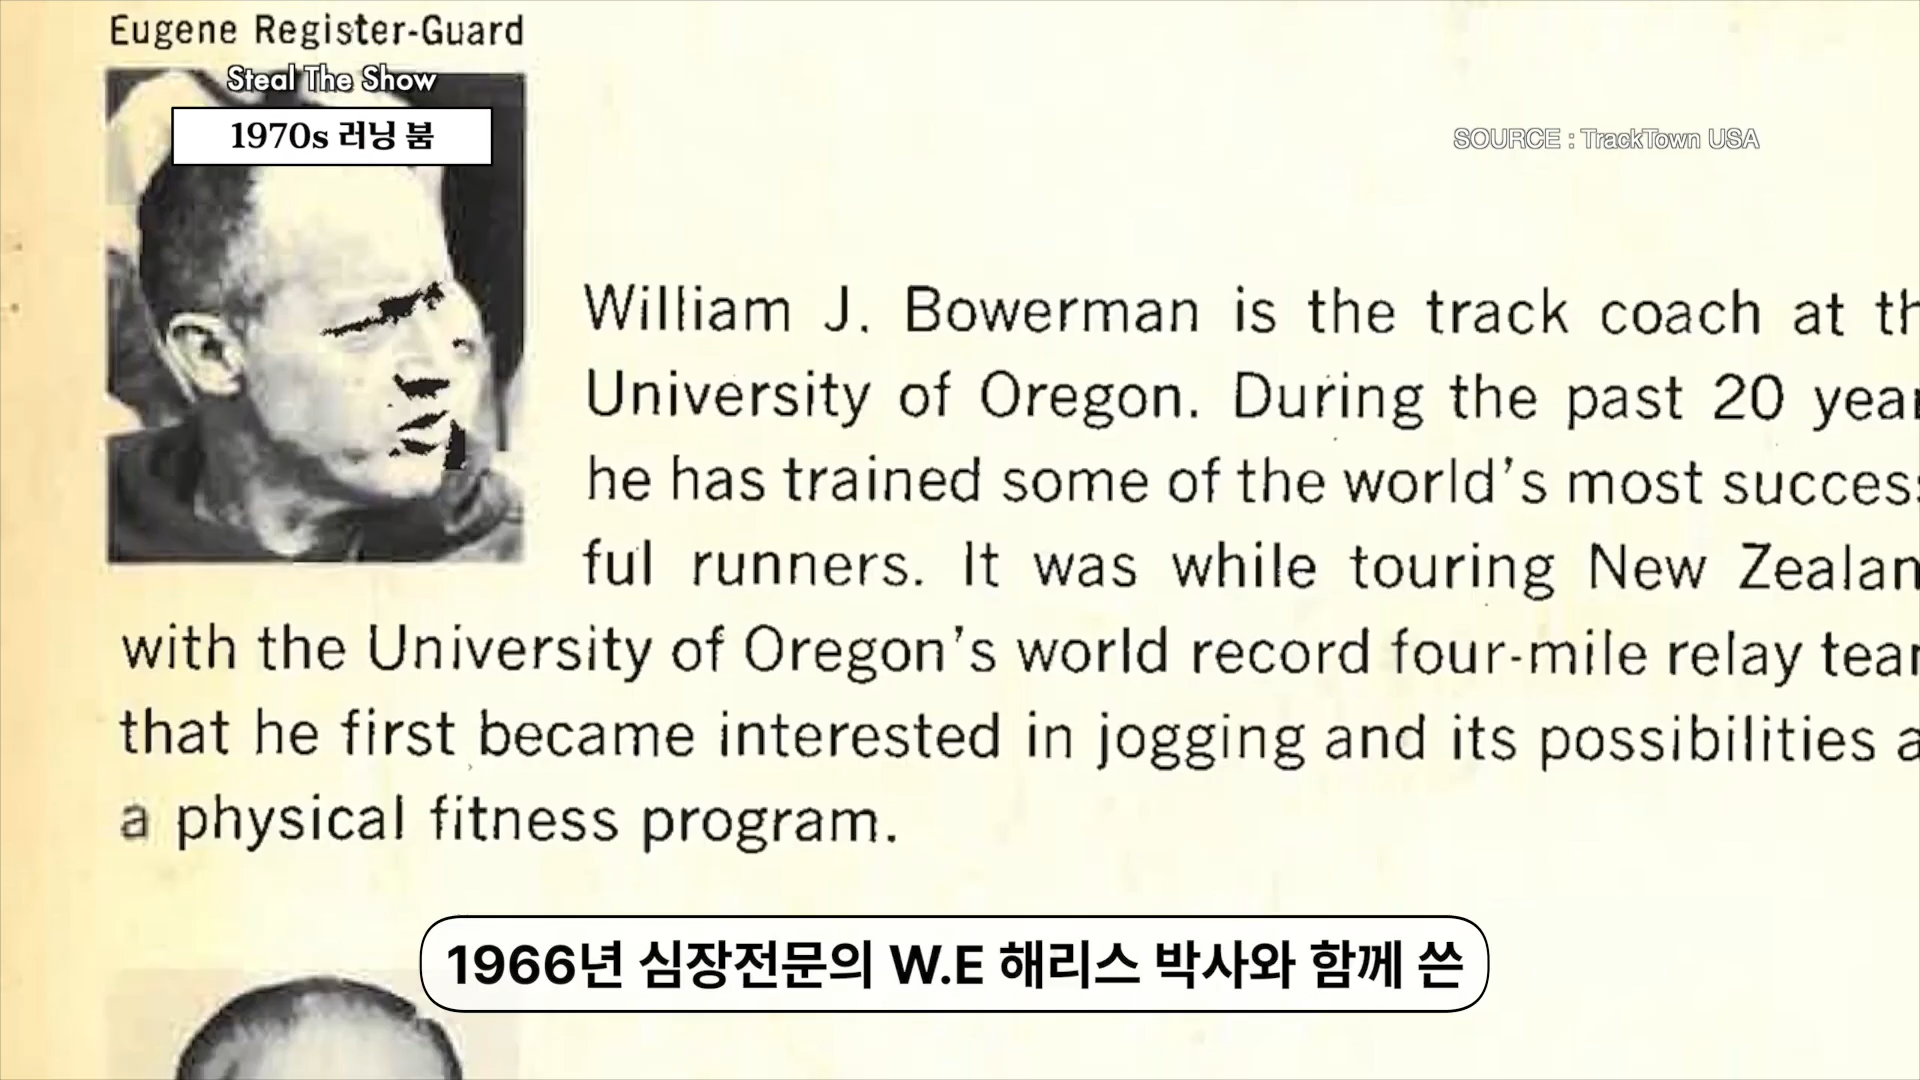 Eugene Register-Guard
Steal The Show
1970s 러닝 붐
SOURCE : TrackTown USA
William J. Bowerman is the track coach at th
University of Oregon. During the past 20 year
he has trained some of the world's most success
ful runners. It was while touring New Zealan
with the University of Oregon's world record four-mile relay tear
that he first became interested in jogging and its possibilities a
a physical fitness program.
1966년 심장전문의 W.E 해리스 박사와 함께 쓴